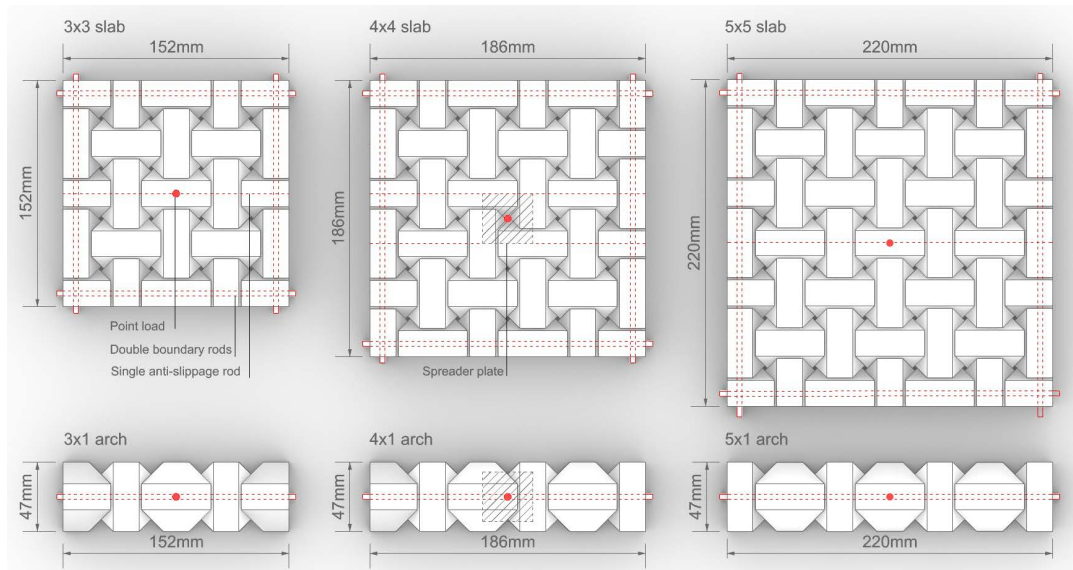 3x3 slab
152mm
152mm
Point load
Double boundary rods
Single anti-slippage rod
4x4 slab
186mm
186mm
Spreader plate
5x5 slab
220mm
220mm
3x1 arch
47mm
152mm
4x1 arch
47mm
186mm
5x1 arch
47mm
220mm